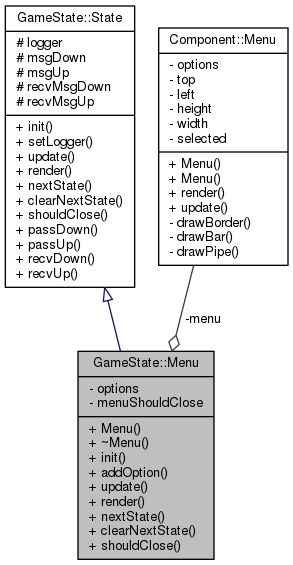 GameState::State
# logger
# msgDown
# msgUp
# recvMsgDown
# recvMsgUp
+ init()
+ setLogger()
+ update()
+ render()
+ nextState()
+ clearNextState()
+ shouldClose()
+ passDown()
+ passUp()
+ recvDown()
+ recvUp()
Component::Menu
- options
- top
- left
- height
- width
- selected
+ Menu()
+ Menu()
+ render()
+ update()
- drawBorder()
- drawBar()
- drawPipe()
-menu
GameState::Menu
- options
- menuShouldClose
+ Menu()
+ ~Menu()
+ init()
+ addOption()
+ update()
+ render()
+ nextState()
+ clearNextState()
+ shouldClose()